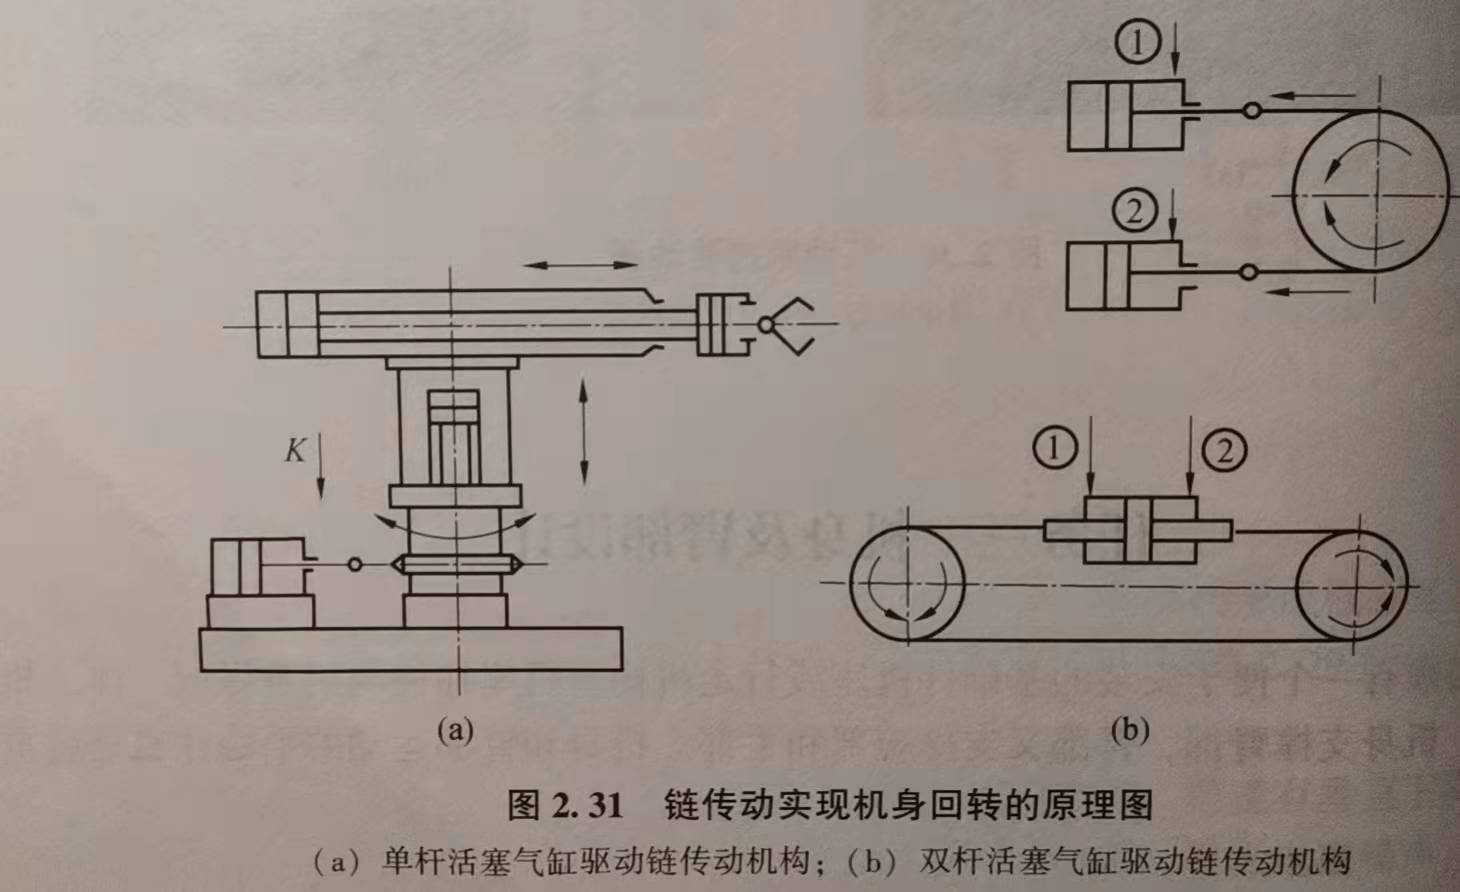 ①
②
K
① ②
(a) (b)
图 2.31 链传动实现机身回转的原理图
(a) 单杆活塞气缸驱动链传动机构；(b) 双杆活塞气缸驱动链传动机构